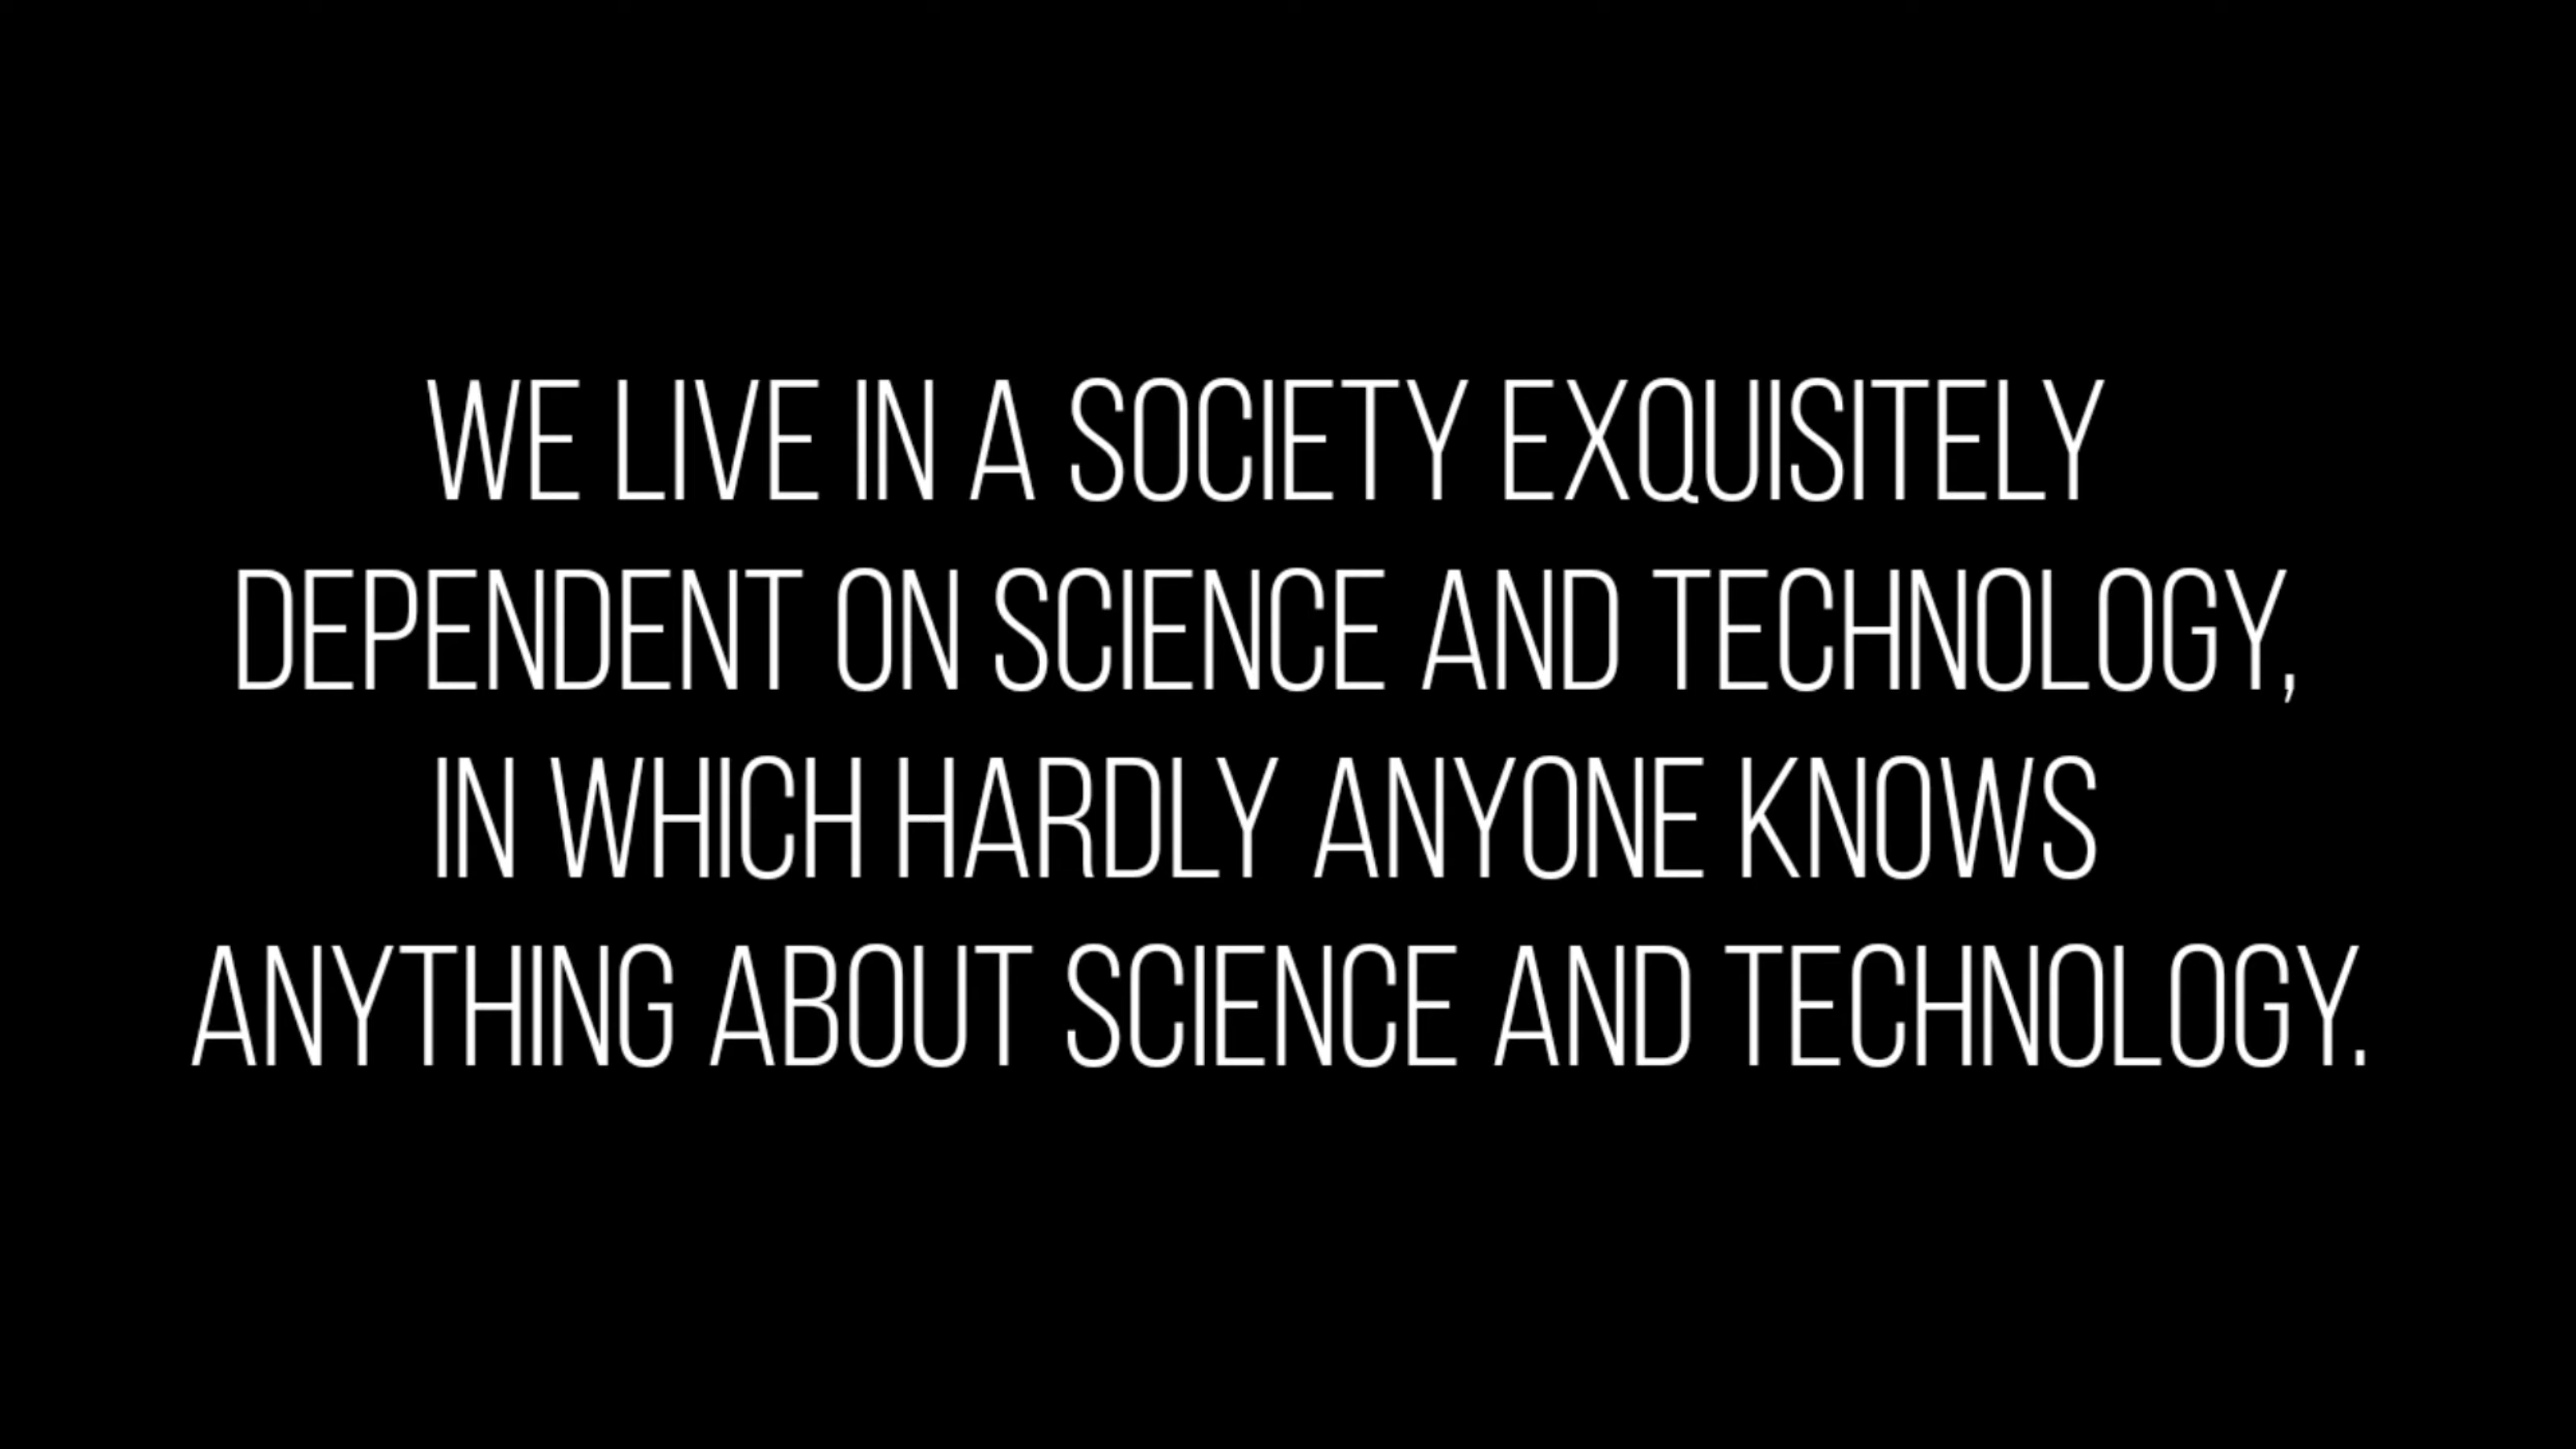 WE LIVE IN A SOCIETY EXQUISITELY
DEPENDENT ON SCIENCE AND TECHNOLOGY,
IN WHICH HARDLY ANYONE KNOWS
ANYTHING ABOUT SCIENCE AND TECHNOLOGY.